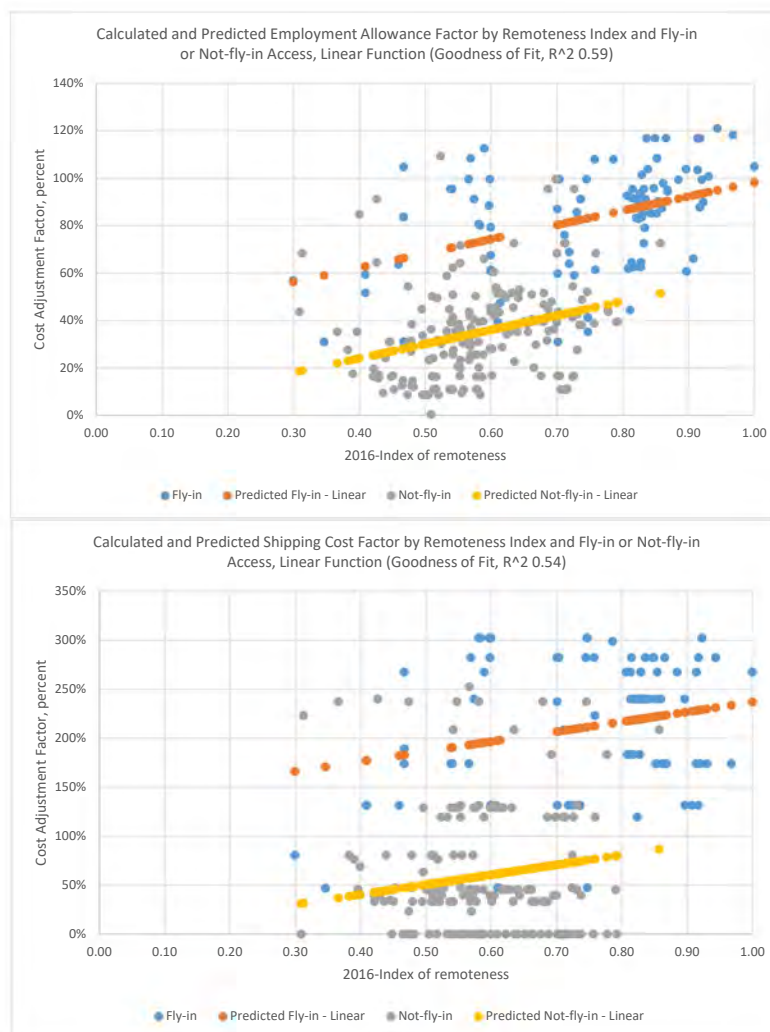 Calculated and Predicted Employment Allowance Factor by Remoteness Index and Fly-in
or Not-fly-in Access, Linear Function (Goodness of Fit, R^2 0.59)
Cost Adjustment Factor, percent
140%
120%
100%
80%
60%
40%
20%
0%
0.00 0.10 0.20 0.30 0.40 0.50 0.60 0.70 0.80 0.90 1.00
2016-Index of remoteness
Fly-in Predicted Fly-in - Linear Not-fly-in Predicted Not-fly-in - Linear
Calculated and Predicted Shipping Cost Factor by Remoteness Index and Fly-in or Not-fly-in
Access, Linear Function (Goodness of Fit, R^2 0.54)
Cost Adjustment Factor, percent
350%
300%
250%
200%
150%
100%
50%
0%
0.00 0.10 0.20 0.30 0.40 0.50 0.60 0.70 0.80 0.90 1.00
2016-Index of remoteness
Fly-in Predicted Fly-in - Linear Not-fly-in Predicted Not-fly-in - Linear